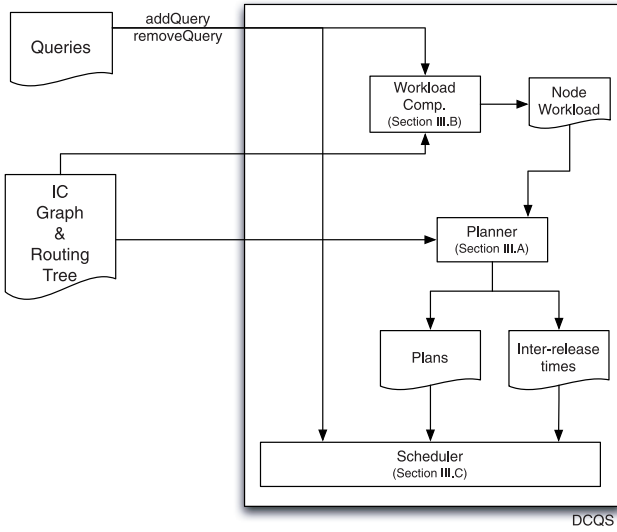 addQuery
removeQuery
Queries
Workload
Comp.
(Section III.B)
Node
Workload
IC
Graph
&
Routing
Tree
Planner
(Section III.A)
Plans
Inter-release
times
Scheduler
(Section III.C)
DCQS